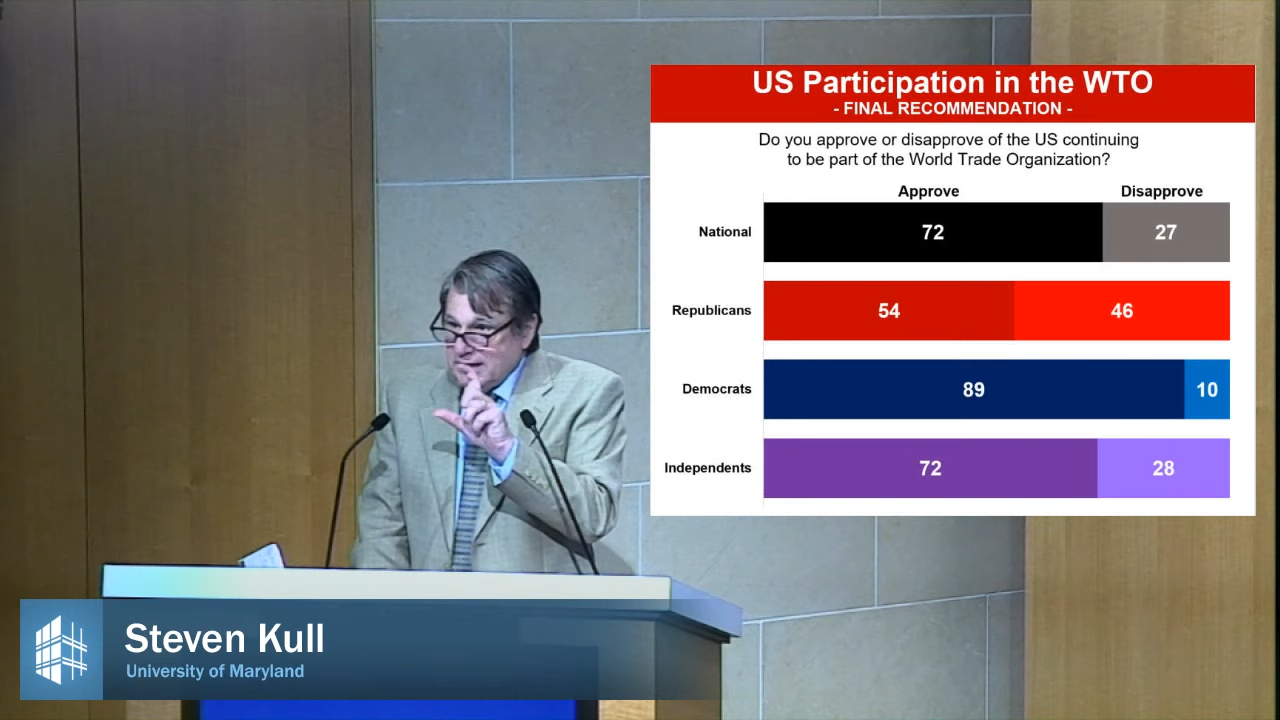 US Participation in the WTO
- FINAL RECOMMENDATION -
Do you approve or disapprove of the US continuing
to be part of the World Trade Organization?
Approve Disapprove
National 72 27
Republicans 54 46
Democrats 89 10
Independents 72 28
Steven Kull
University of Maryland